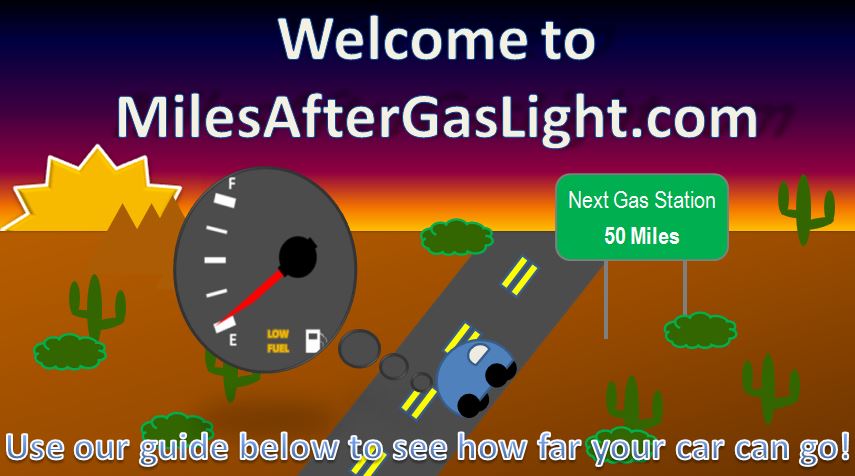 Welcome to
MilesAfterGasLight.com
F
Next Gas Station
50 Miles
LOW
FUEL
E
Use our guide below to see how far your car can go!